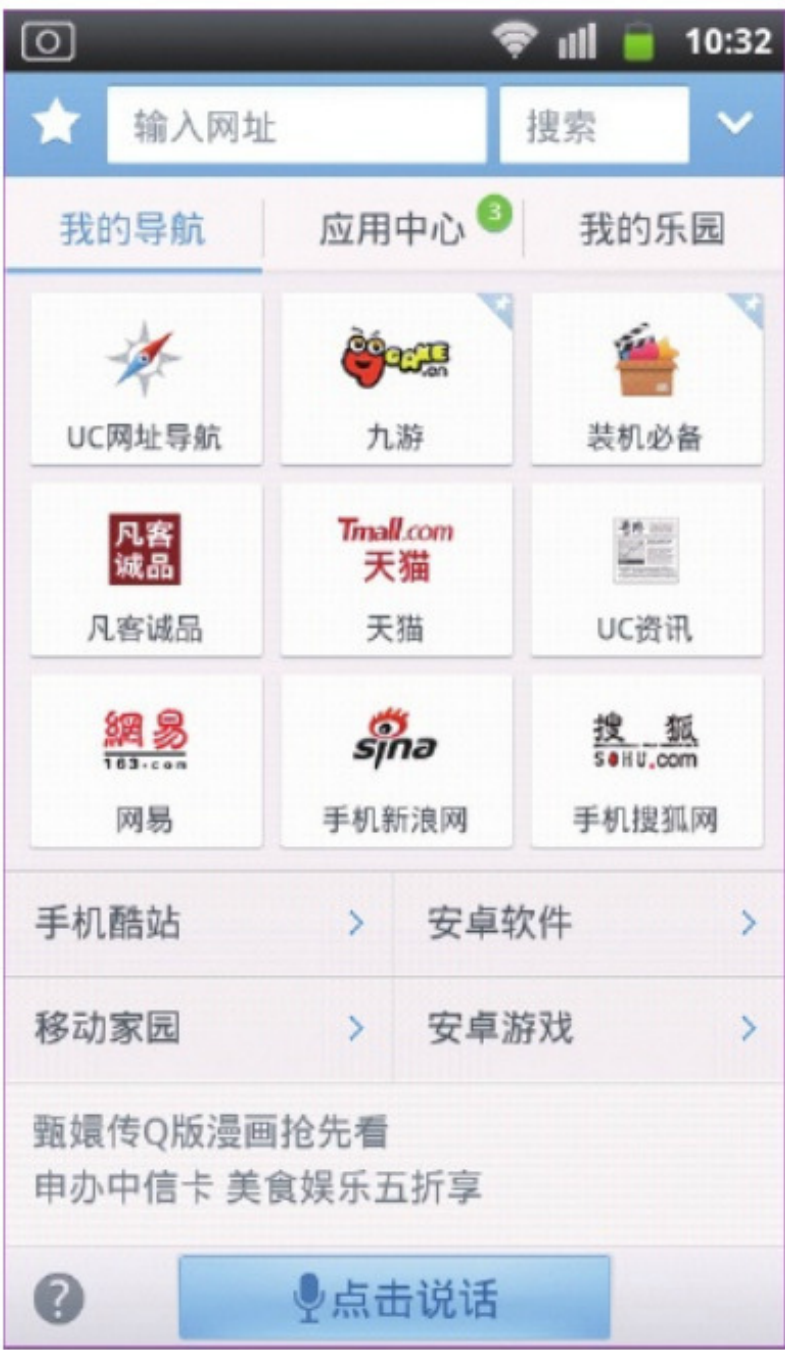 10:32
输入网址 搜索
我的导航 应用中心 3 我的乐园
9GAME.cn
UC网址导航 九游 装机必备
凡客 Tmall.com
诚品 天猫 号外
凡客诚品 天猫 UC资讯
網易 sina 搜狐
163.com SOHU.com
网易 手机新浪网 手机搜狐网
手机酷站 安卓软件
移动家园 安卓游戏
甄嬛传Q版漫画抢先看
申办中信卡 美食娱乐五折享
? 点击说话